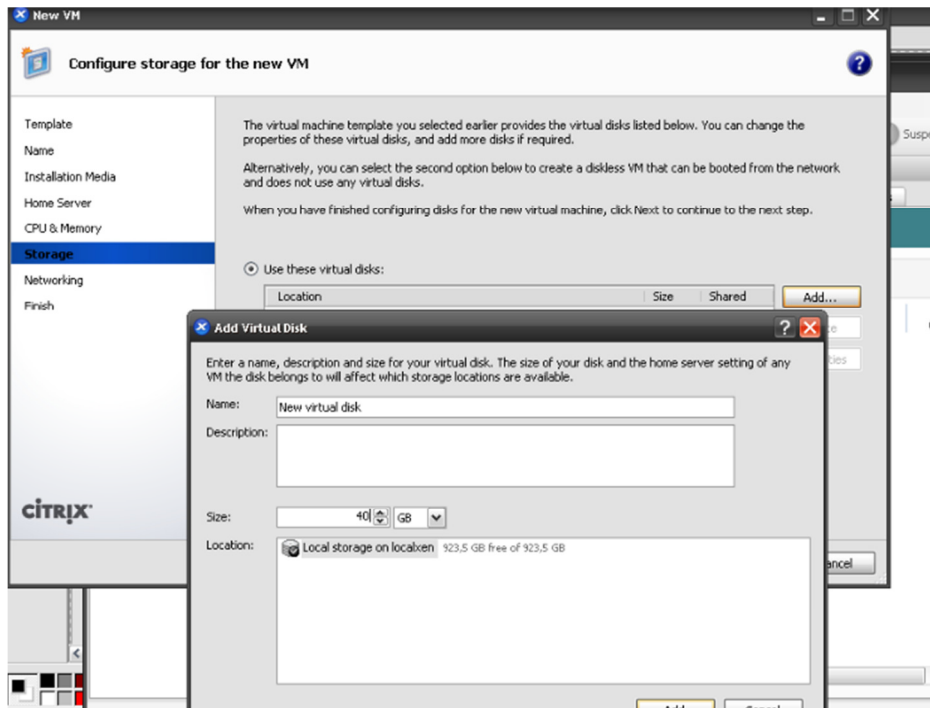 New VM
Configure storage for the new VM
Template
Name
Installation Media
Home Server
CPU & Memory
Storage
Networking
Finish
CITRIX
The virtual machine template you selected earlier provides the virtual disks listed below. You can change the
properties of these virtual disks, and add more disks if required.
Alternatively, you can select the second option below to create a diskless VM that can be booted from the network
and does not use any virtual disks.
When you have finished configuring disks for the new virtual machine, click Next to continue to the next step.
Use these virtual disks:
Location Size Shared Add...
Add Virtual Disk
Enter a name, description and size for your virtual disk. The size of your disk and the home server setting of any
VM the disk belongs to will affect which storage locations are available.
Name: New virtual disk
Description:
Size: 40 GB
Location: Local storage on localxen 923,5 GB free of 923,5 GB
ancel
Add
Cancel
Suspe